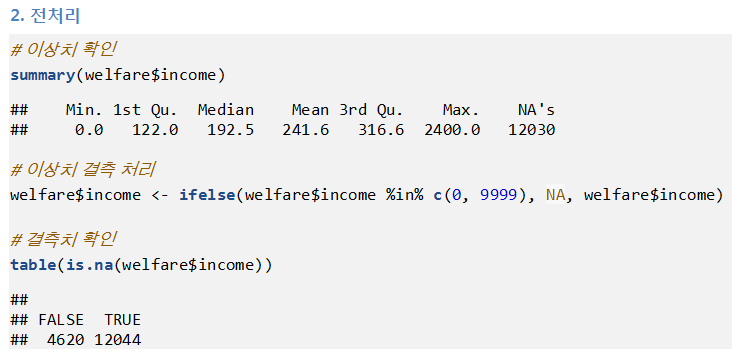 2. 전처리
# 이상치 확인
summary(welfare$income)
##    Min. 1st Qu.  Median    Mean 3rd Qu.    Max.    NA's
##     0.0   122.0   192.5   241.6   316.6  2400.0   12030
# 이상치 결측 처리
welfare$income <- ifelse(welfare$income %in% c(0, 9999), NA, welfare$income)
# 결측치 확인
table(is.na(welfare$income))
##
## FALSE  TRUE
##  4620 12044